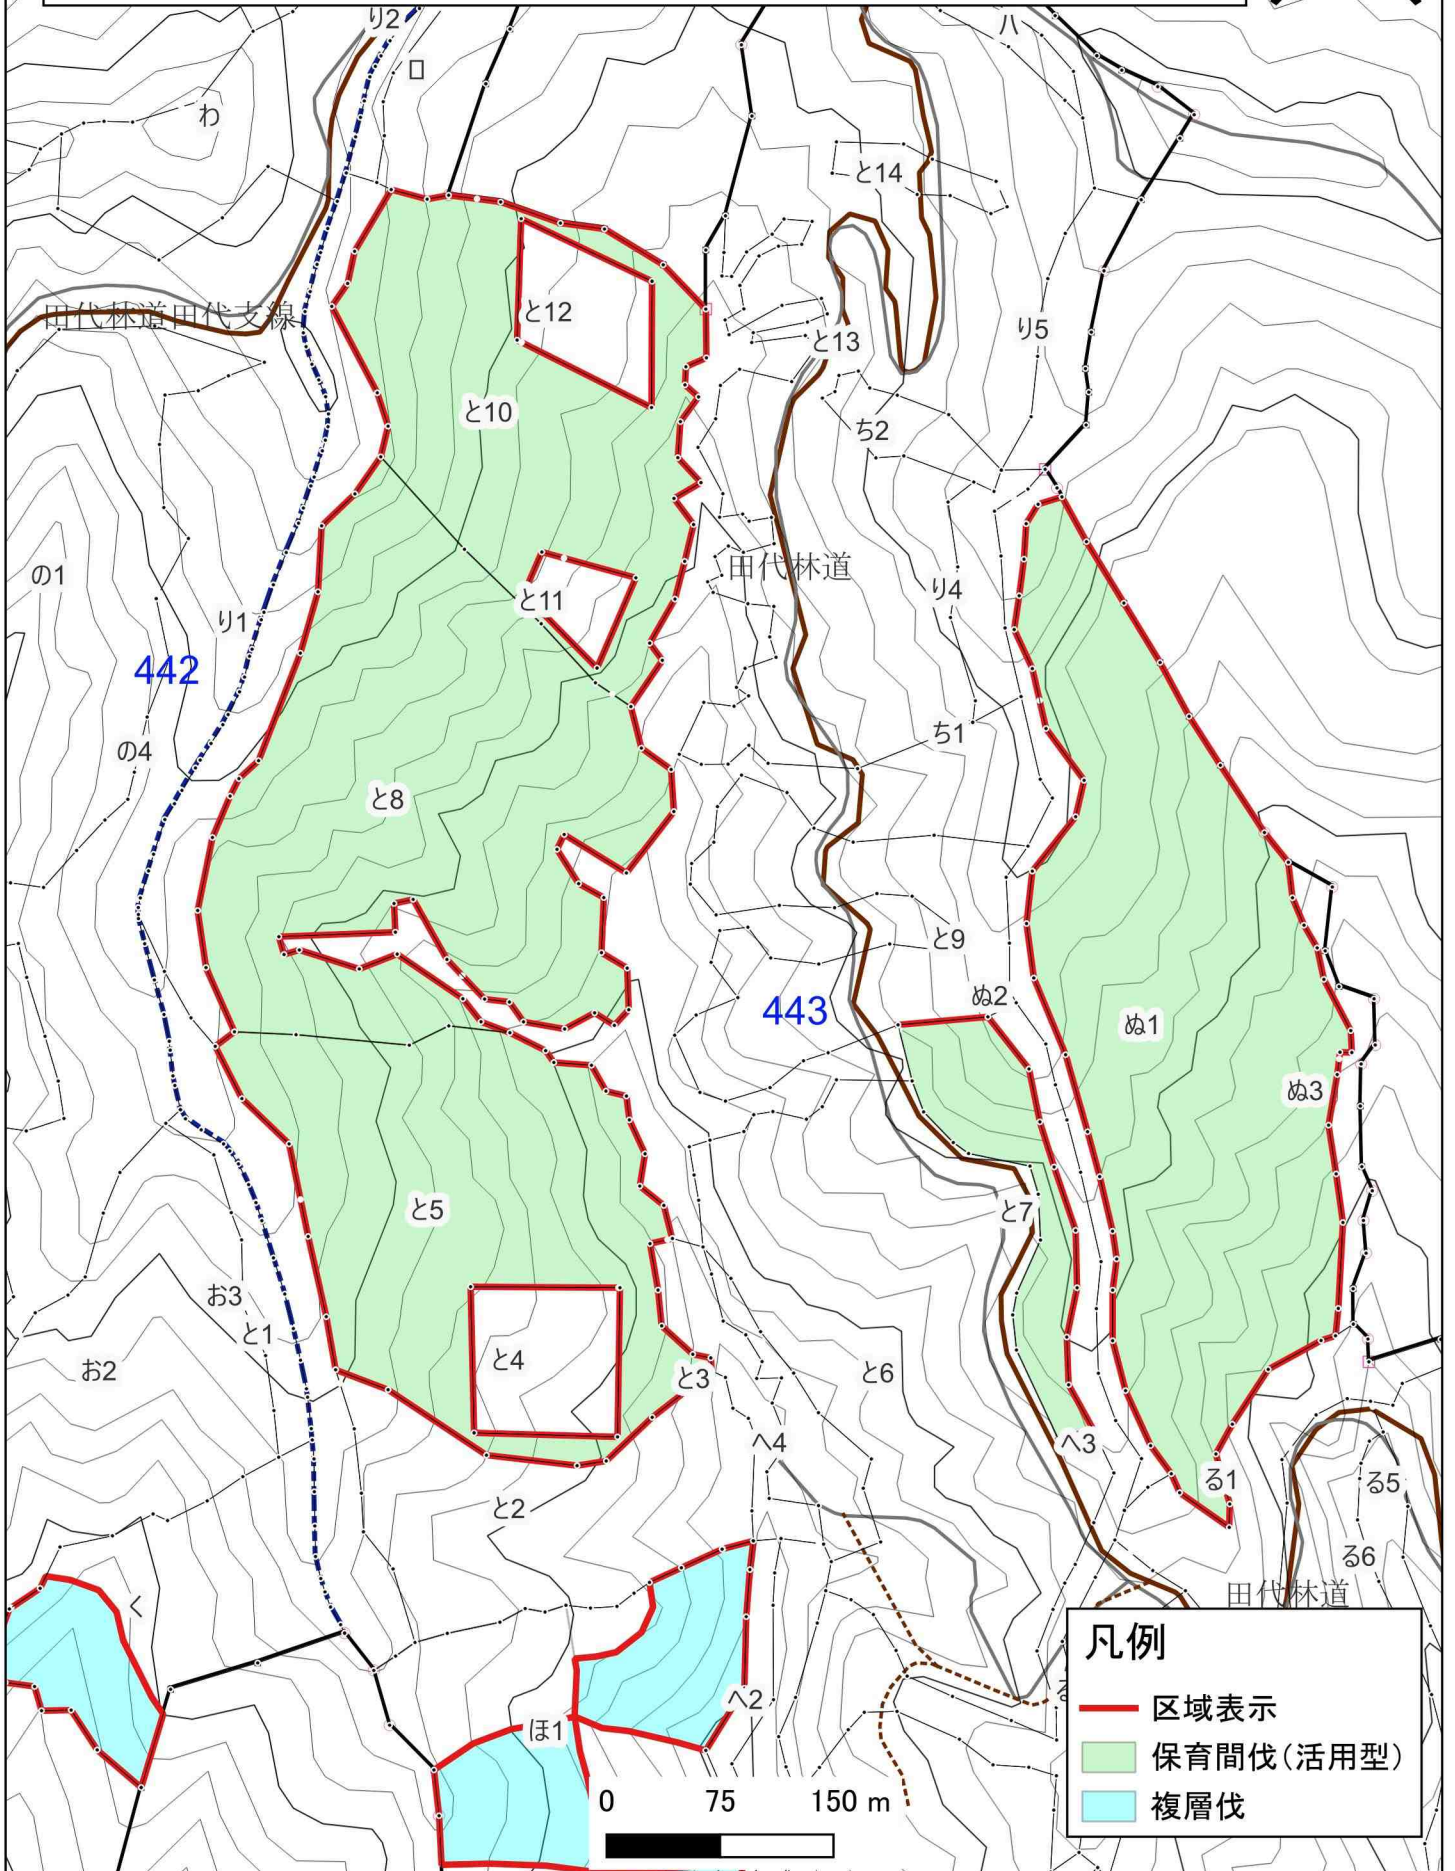 り2
ロ
ハ
わ
と14
田代林道田代支線
と12
と13
り5
と10
ち2
田代林道
の1
と11
り4
り1
442
の4
ち1
と8
と9
443
ぬ2
ぬ1
ぬ3
と5
と7
お3
と1
お2
と4
と3
と6
へ4
へ3
る1
る5
と2
る6
く
田代林道
へ2
ほ1
凡例
区域表示
保育間伐（活用型）
複層伐
0 75 150 m